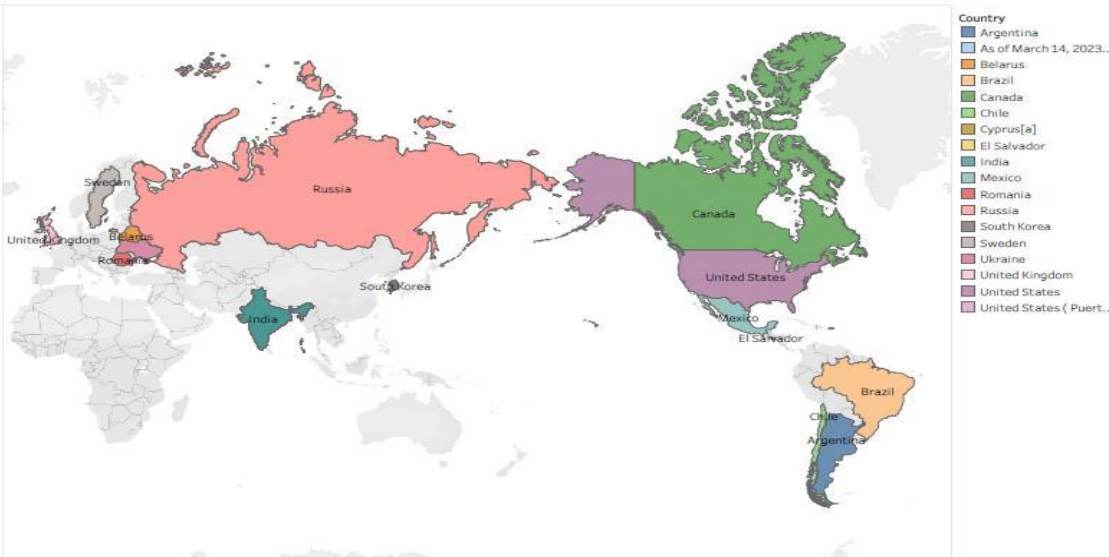 Sweden
Russia
Canada
United Kingdom
Belarus
Romania
United States
South Korea
India
Mexico
El Salvador
Brazil
Chile
Argentina
Country
Argentina
As of March 14, 2023..
Belarus
Brazil
Canada
Chile
Cyprus[a]
El Salvador
India
Mexico
Romania
Russia
South Korea
Sweden
Ukraine
United Kingdom
United States
United States ( Puert..